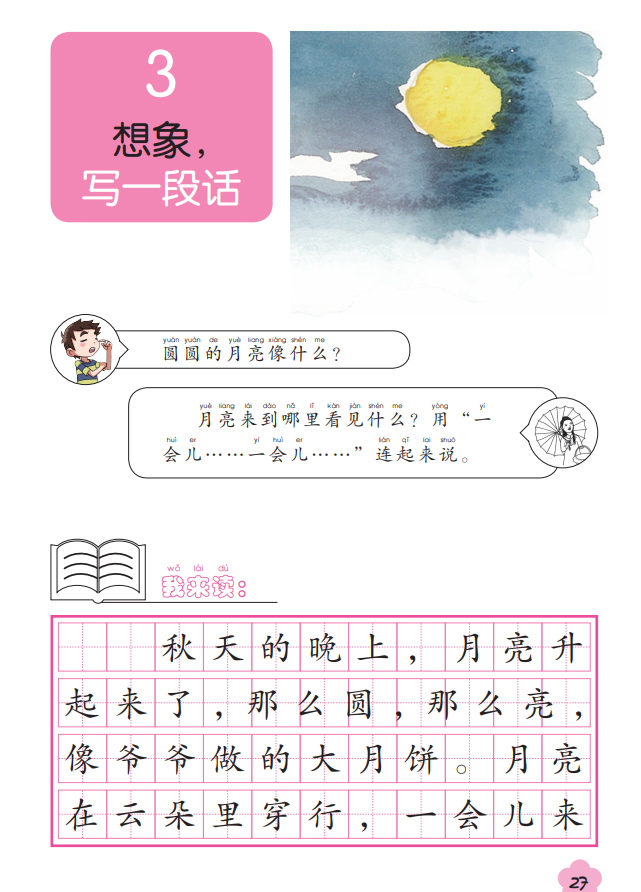 3
想象，
写一段话
yuán yuán de yuè liang xiàng shén me
圆圆的月亮像什么？
yuè liang lái dào nǎ lǐ kàn jiàn shén me yòng yí
月亮来到哪里看见什么？用“一
huì er yí huì er lián qǐ lai shuō
会儿……一会儿……”连起来说。
wǒ lái dú
我来读：
秋天的晚上，月亮升
起来了，那么圆，那么亮，
像爷爷做的大月饼。月亮
在云朵里穿行，一会儿来
27